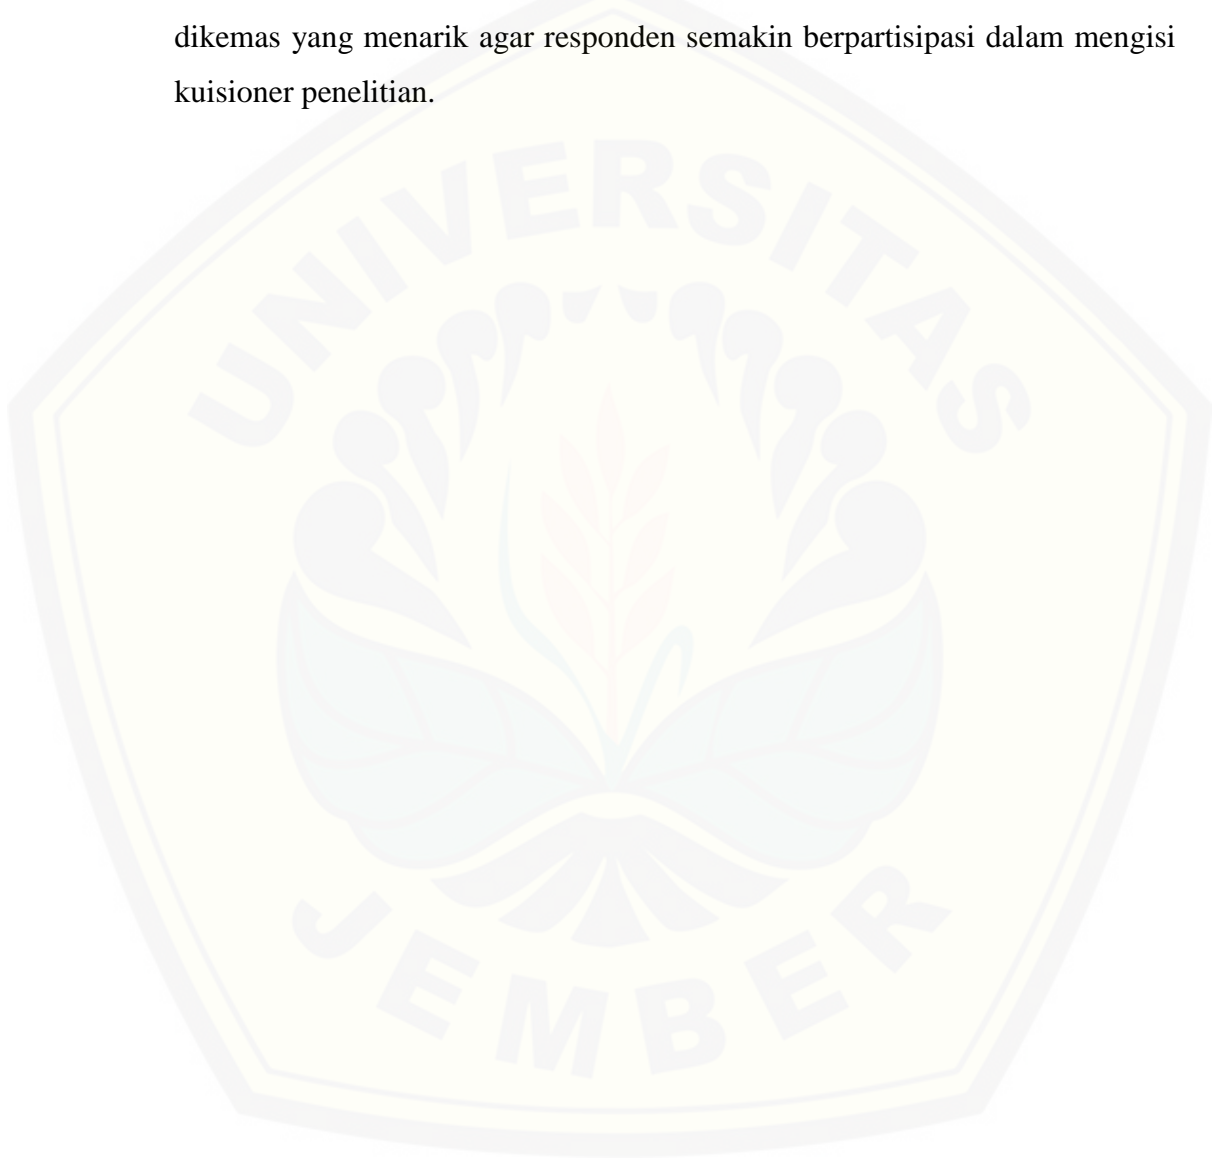 dikemas yang menarik agar responden semakin berpartisipasi dalam mengisi
kuisioner penelitian.
UNIVERSITAS
JEMBER